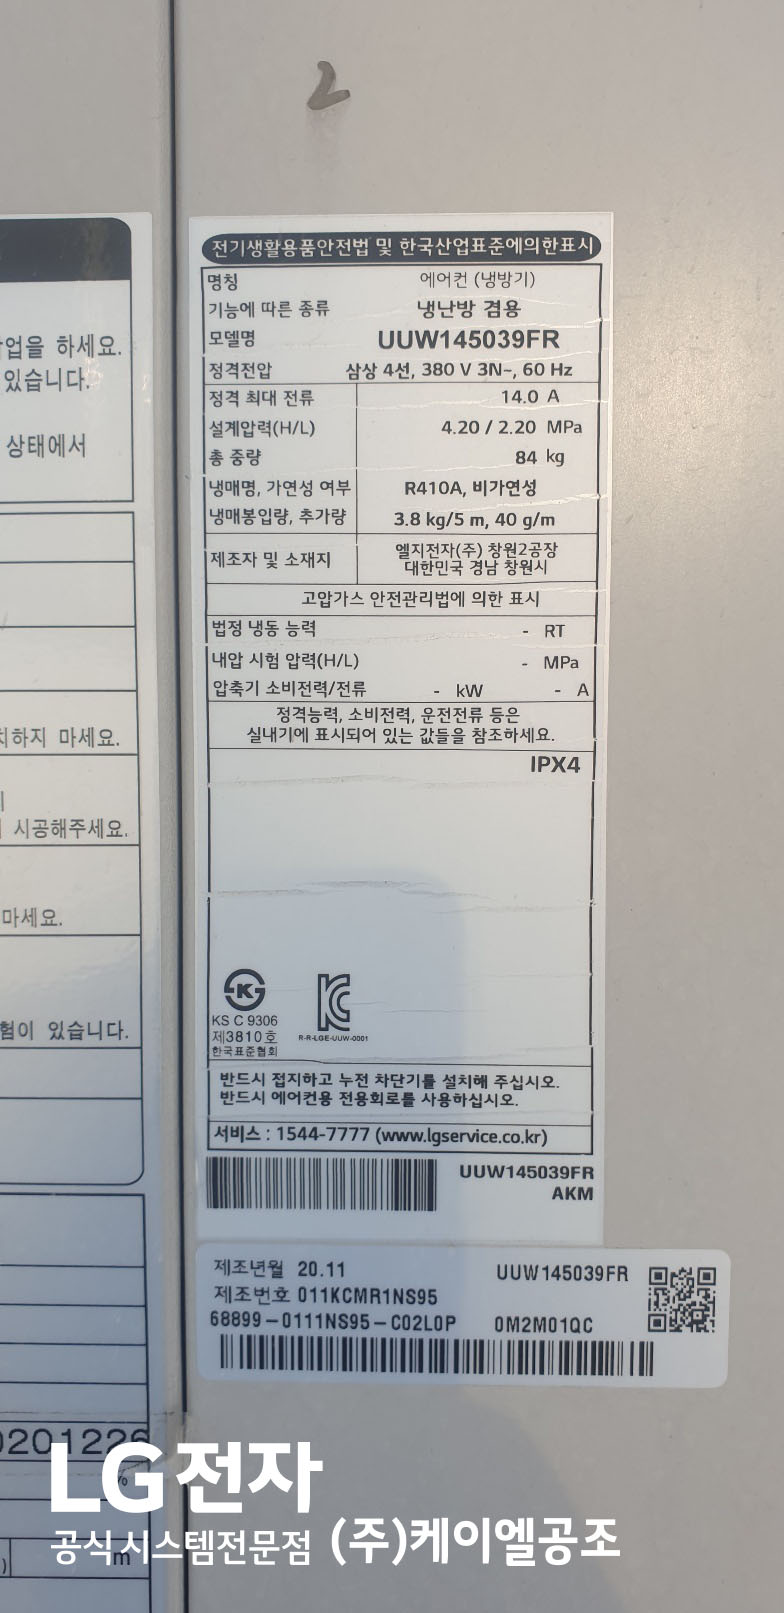 2
전기생활용품안전법 및 한국산업표준에의한표시
명칭 에어컨 (냉방기)
기능에 따른 종류 냉난방 겸용
모델명 UUW145039FR
정격전압 삼상 4선, 380 V 3N~, 60 Hz
정격 최대 전류 14.0 A
설계압력(H/L) 4.20 / 2.20 MPa
총 중량 84 kg
냉매명, 가연성 여부 R410A, 비가연성
냉매봉입량, 추가량 3.8 kg/5 m, 40 g/m
제조자 및 소재지 엘지전자(주) 창원2공장
대한민국 경남 창원시
고압가스 안전관리법에 의한 표시
법정 냉동 능력 - RT
내압 시험 압력(H/L) - MPa
압축기 소비전력/전류 - kW - A
정격능력, 소비전력, 운전전류 등은
실내기에 표시되어 있는 값들을 참조하세요.
IPX4
KS C 9306
제3810호
한국표준협회
R-R-LGE-UUW-0001
반드시 접지하고 누전 차단기를 설치해 주십시오.
반드시 에어컨용 전용회로를 사용하십시오.
서비스 : 1544-7777 (www.lgservice.co.kr)
UUW145039FR
AKM
제조년월 20.11 UUW145039FR
제조번호 011KCMR1NS95
68899-0111NS95-C02L0P 0M2M01QC
업을 하세요.
있습니다.
상태에서
하지 마세요.
시공해주세요.
마세요.
험이 있습니다.
0201226
%
m
LG전자
공식시스템전문점 (주)케이엘공조